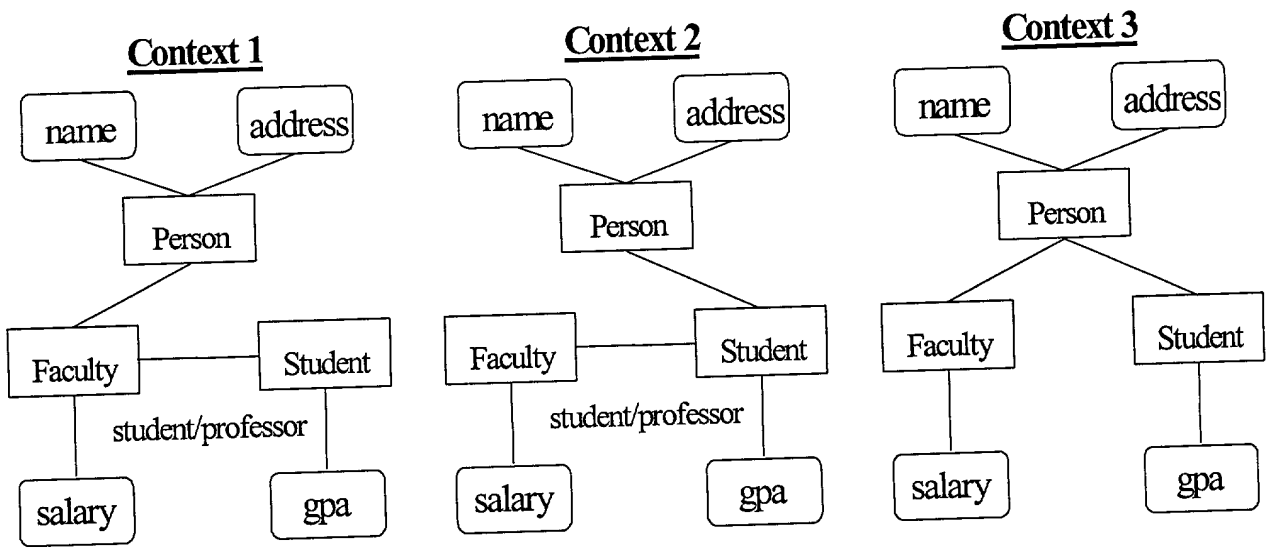 Context 1
name
address
Person
Faculty
Student
student/professor
salary
gpa
Context 2
name
address
Person
Faculty
Student
student/professor
salary
gpa
Context 3
name
address
Person
Faculty
Student
salary
gpa